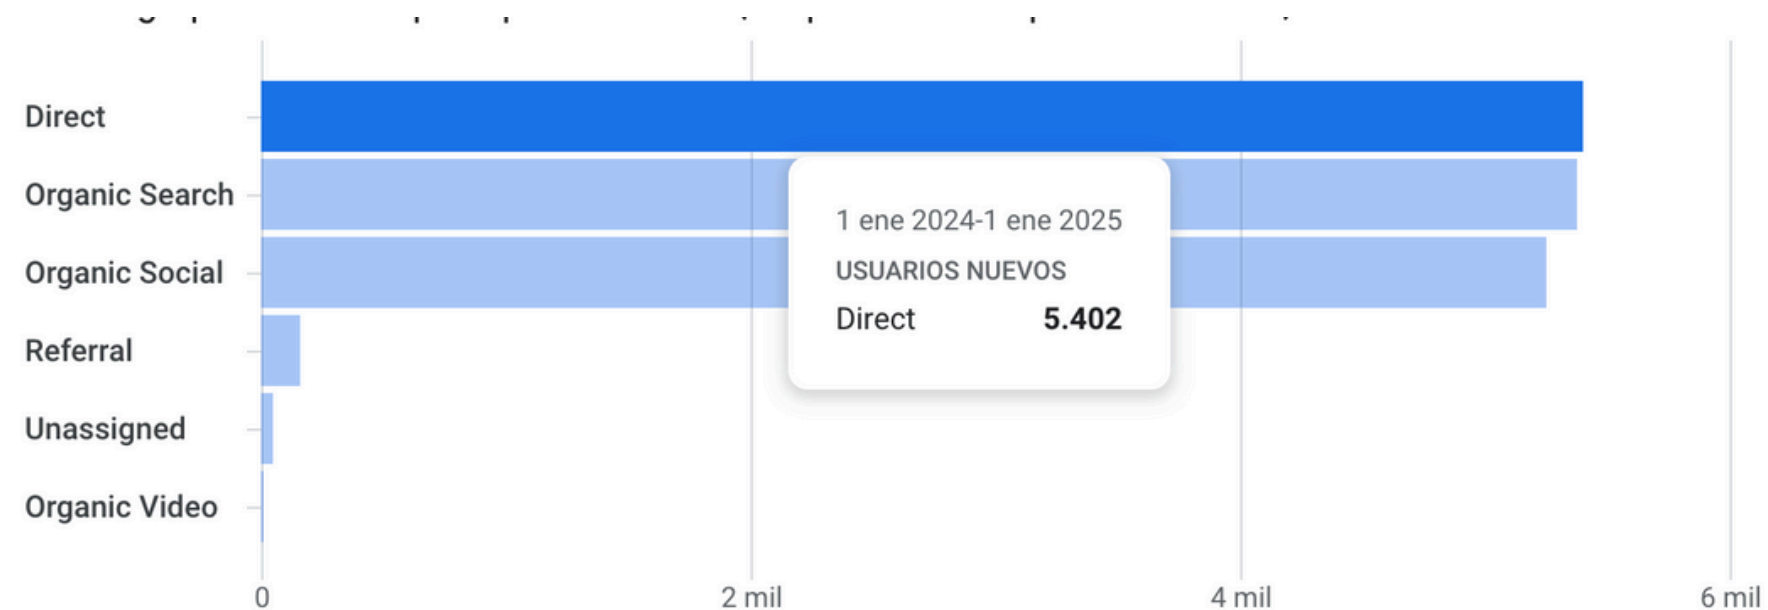 Direct
Organic Search
Organic Social
Referral
Unassigned
Organic Video
1 ene 2024-1 ene 2025
USUARIOS NUEVOS
Direct 5.402
0 2 mil 4 mil 6 mil